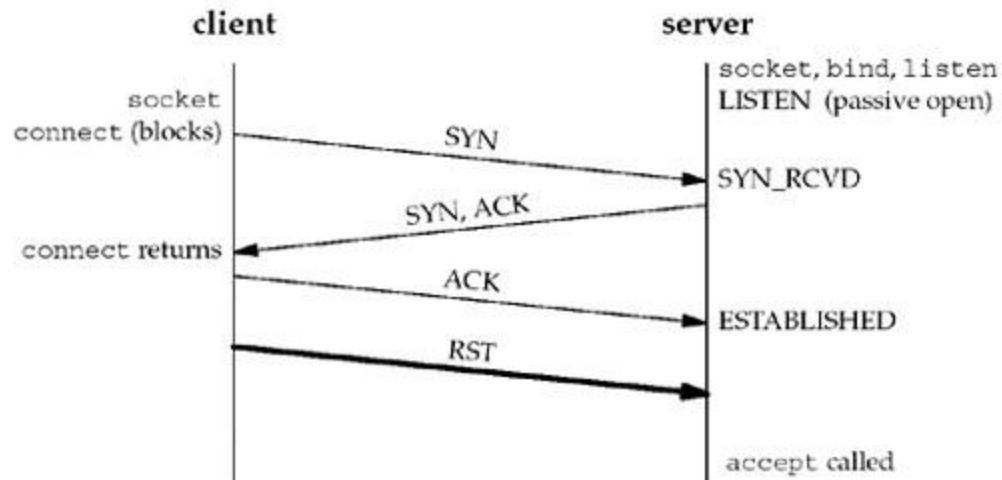 client
server
socket, bind, listen
LISTEN (passive open)
socket
connect (blocks)
SYN
SYN_RCVD
SYN, ACK
connect returns
ACK
ESTABLISHED
RST
accept called